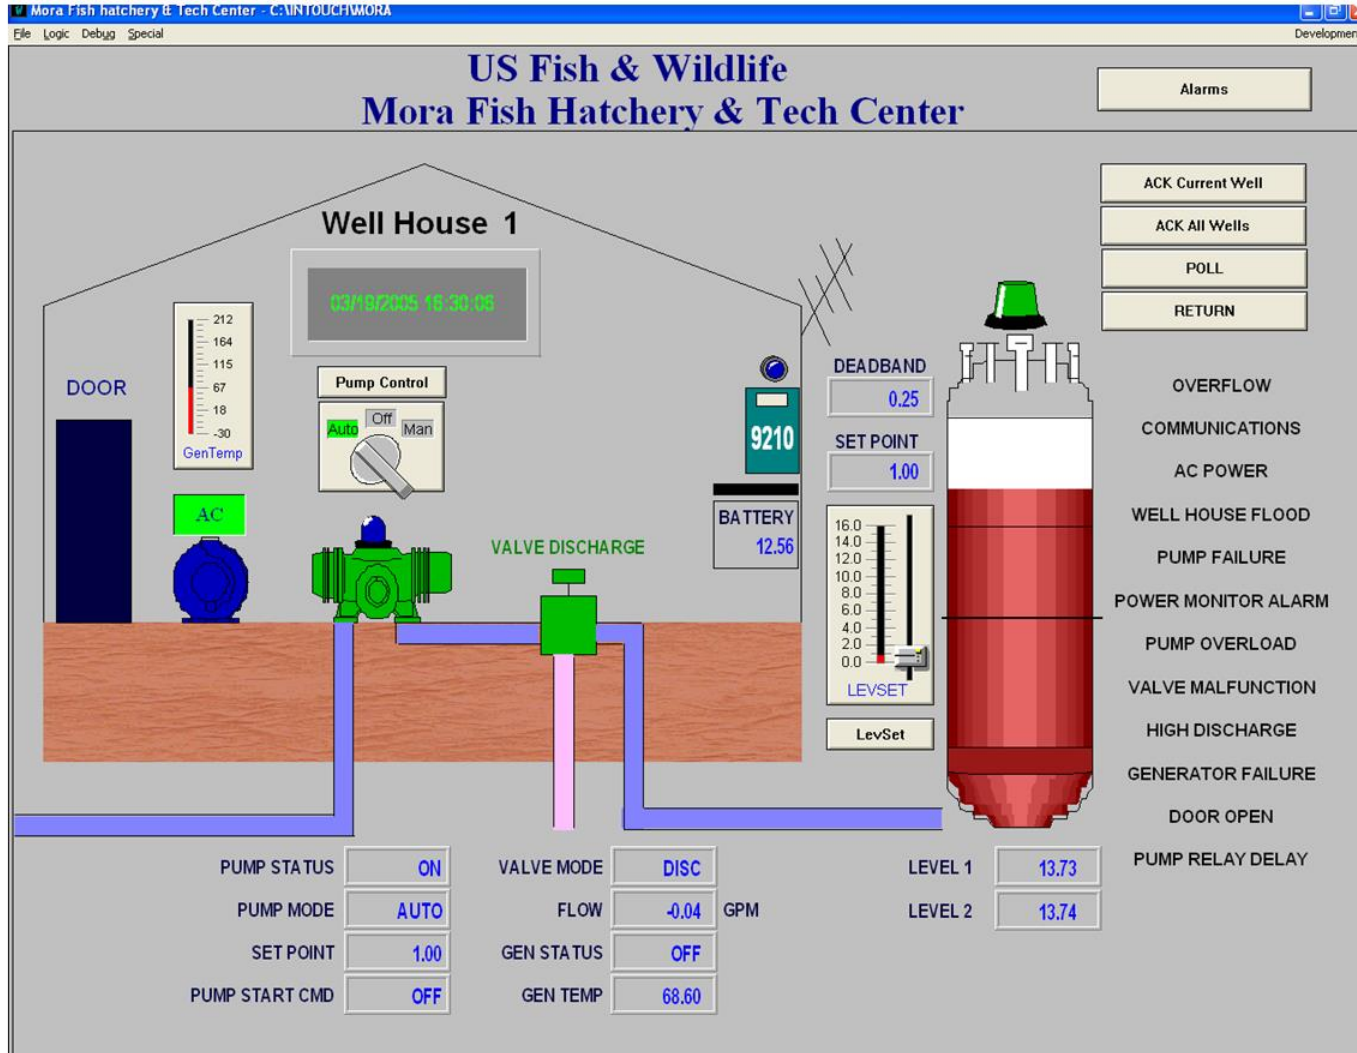 Mora Fish hatchery & Tech Center - C:\INTOUCH\MORA
File Logic Debug Special
Developmen
US Fish & Wildlife
Mora Fish Hatchery & Tech Center
Alarms
ACK Current Well
ACK All Wells
POLL
RETURN
Well House 1
03/19/2005 16:30:06
212
164
115
67
18
-30
GenTemp
DOOR
Pump Control
Auto
Off
Man
AC
VALVE DISCHARGE
9210
BATTERY
12.56
DEADBAND
0.25
SET POINT
1.00
16.0
14.0
12.0
10.0
8.0
6.0
4.0
2.0
0.0
LEVSET
LevSet
OVERFLOW
COMMUNICATIONS
AC POWER
WELL HOUSE FLOOD
PUMP FAILURE
POWER MONITOR ALARM
PUMP OVERLOAD
VALVE MALFUNCTION
HIGH DISCHARGE
GENERATOR FAILURE
DOOR OPEN
PUMP RELAY DELAY
PUMP STATUS ON
PUMP MODE AUTO
SET POINT 1.00
PUMP START CMD OFF
VALVE MODE DISC
FLOW -0.04 GPM
GEN STATUS OFF
GEN TEMP 68.60
LEVEL 1 13.73
LEVEL 2 13.74